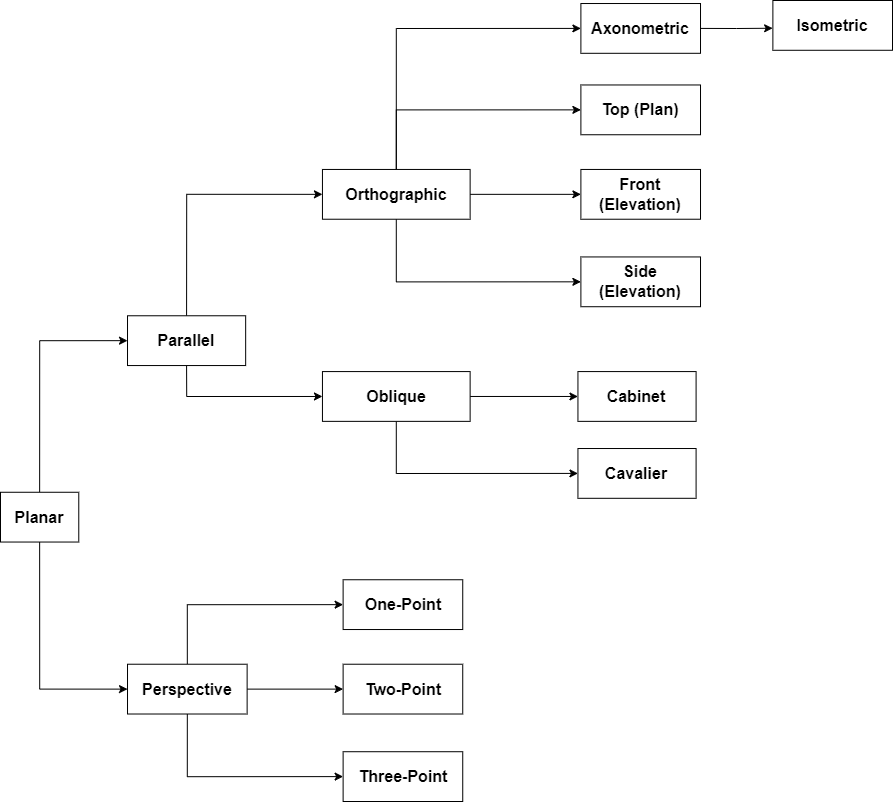 Axonometric
Isometric
Top (Plan)
Orthographic
Front
(Elevation)
Side
(Elevation)
Parallel
Oblique
Cabinet
Cavalier
Planar
One-Point
Perspective
Two-Point
Three-Point